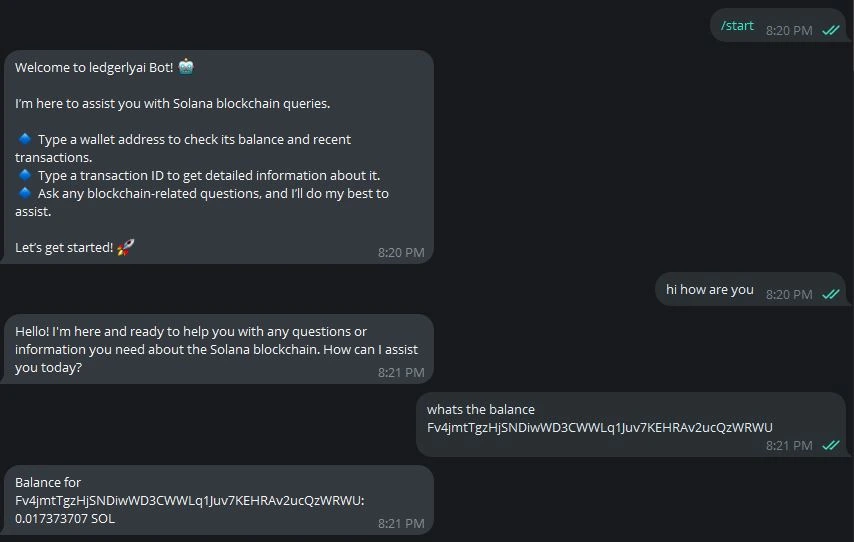 /start 8:20 PM
Welcome to ledgerlyai Bot! 🤖
I'm here to assist you with Solana blockchain queries.
🔹 Type a wallet address to check its balance and recent
transactions.
🔹 Type a transaction ID to get detailed information about it.
🔹 Ask any blockchain-related questions, and I'll do my best to
assist.
Let's get started! 🚀
8:20 PM
hi how are you 8:20 PM
Hello! I'm here and ready to help you with any questions or
information you need about the Solana blockchain. How can I assist
you today?
8:21 PM
whats the balance
Fv4jmtTgzHjSNDiwWD3CWWLq1Juv7KEHRAv2ucQzWRWU
8:21 PM
Balance for
Fv4jmtTgzHjSNDiwWD3CWWLq1Juv7KEHRAv2ucQzWRWU:
0.017373707 SOL
8:21 PM